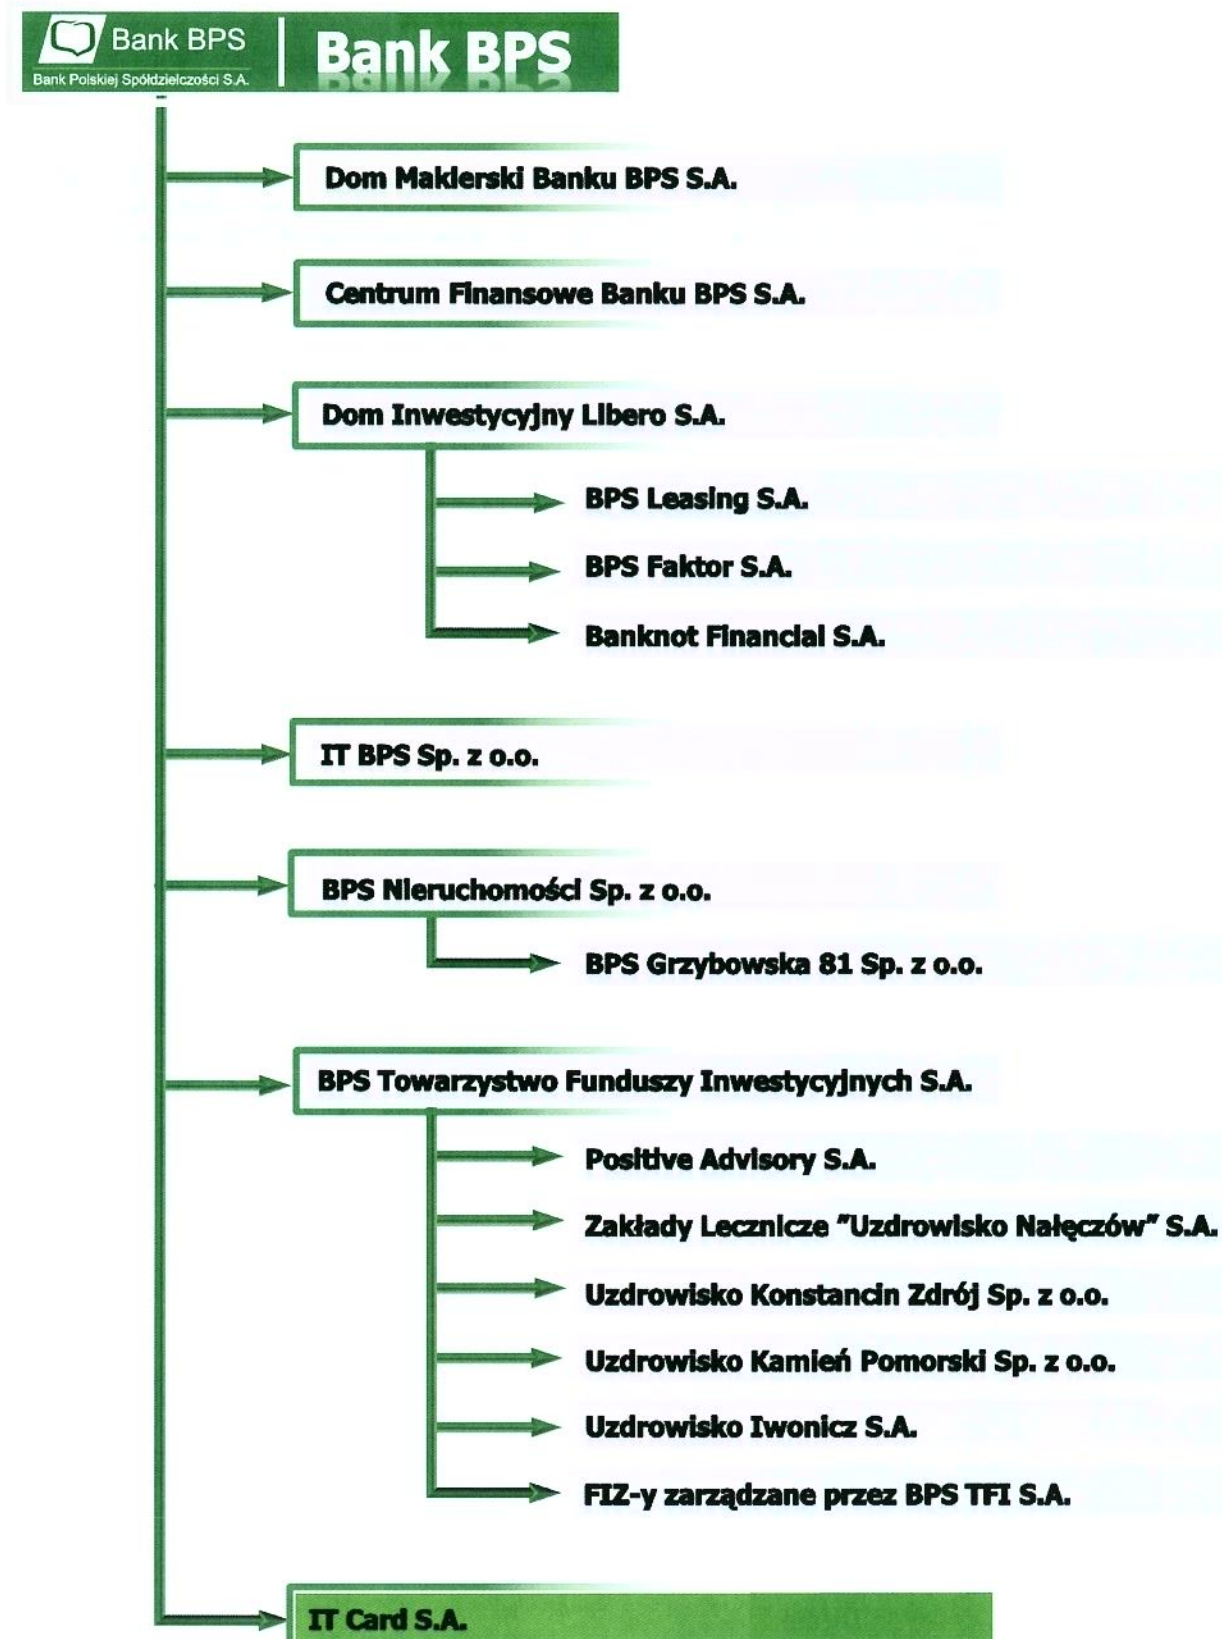 Bank BPS
Bank Polskiej Spółdzielczości S.A.
Bank BPS
Dom Maklerski Banku BPS S.A.
Centrum Finansowe Banku BPS S.A.
Dom Inwestycyjny Libero S.A.
BPS Leasing S.A.
BPS Faktor S.A.
Banknot Financial S.A.
IT BPS Sp. z o.o.
BPS Nieruchomości Sp. z o.o.
BPS Grzybowska 81 Sp. z o.o.
BPS Towarzystwo Funduszy Inwestycyjnych S.A.
Positive Advisory S.A.
Zakłady Lecznicze "Uzdrowisko Nałęczów" S.A.
Uzdrowisko Konstancin Zdrój Sp. z o.o.
Uzdrowisko Kamień Pomorski Sp. z o.o.
Uzdrowisko Iwonicz S.A.
FIZ-y zarządzane przez BPS TFI S.A.
IT Card S.A.